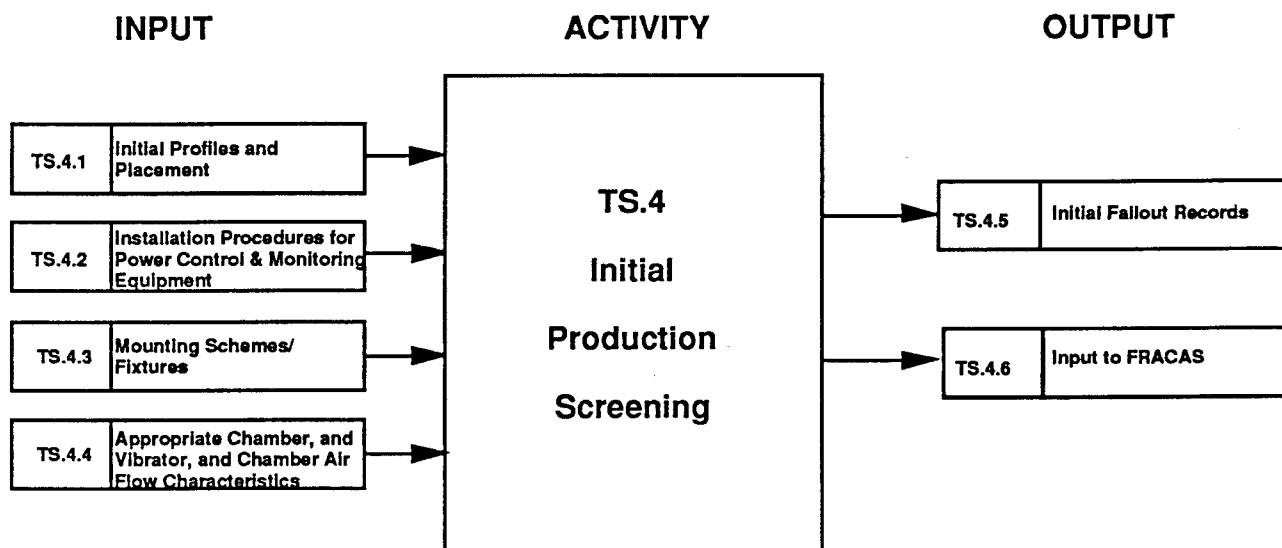 INPUT
ACTIVITY
OUTPUT
TS.4.1
Initial Profiles and
Placement
TS.4.2
Installation Procedures for
Power Control & Monitoring
Equipment
TS.4.3
Mounting Schemes/
Fixtures
TS.4.4
Appropriate Chamber, and
Vibrator, and Chamber Air
Flow Characteristics
TS.4
Initial
Production
Screening
TS.4.5
Initial Fallout Records
TS.4.6
Input to FRACAS